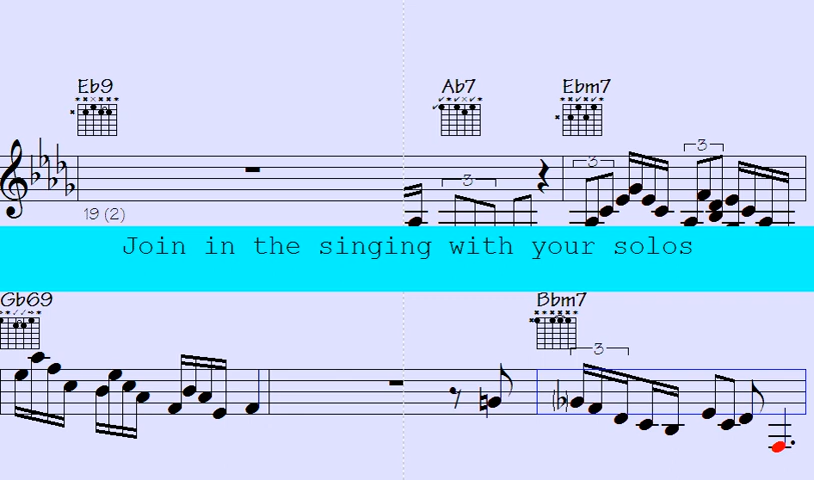 Eb9 Ab7 Ebm7
3 3 3
19 (2)
Join in the singing with your solos
Gb69 Bbm7
3